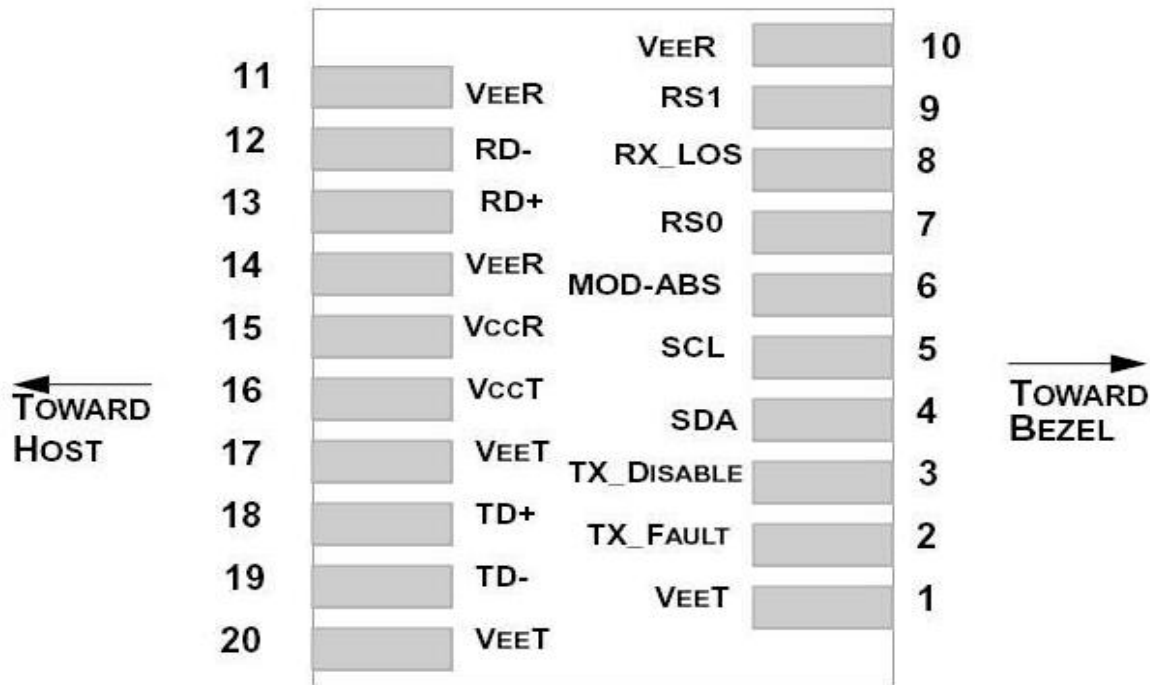 VEER 10
11 VEER
RS1 9
12 RD-
RX_LOS 8
13 RD+
RS0 7
14 VEER
MOD-ABS 6
15 VCCR
SCL 5
16 VCCT
TOWARD
HOST
TOWARD
BEZEL
SDA 4
17 VEET
TX_DISABLE 3
18 TD+
TX_FAULT 2
19 TD-
VEET 1
20 VEET